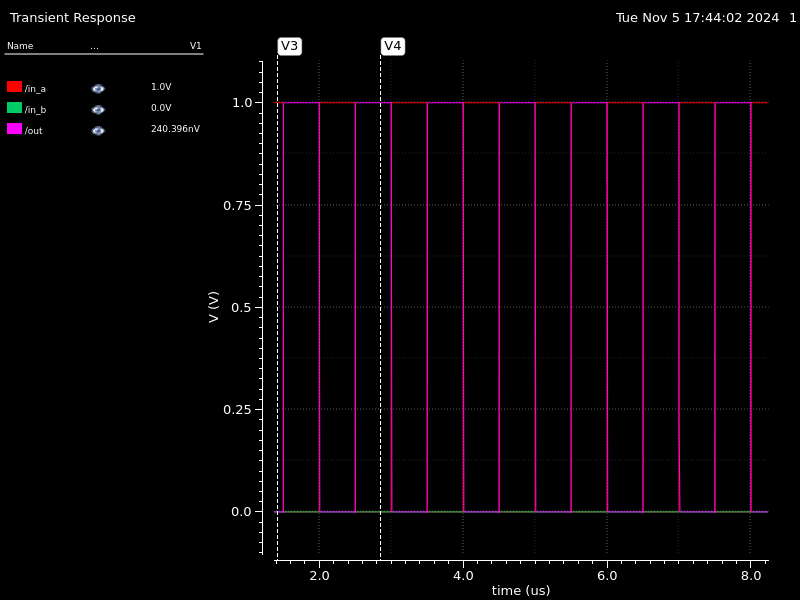 Transient Response
Tue Nov 5 17:44:02 2024 1
Name ... V1
/in_a 1.0V
/in_b 0.0V
/out 240.396nV
V3 V4
1.0
0.75
0.5
0.25
0.0
V (V)
2.0 4.0 6.0 8.0
time (us)